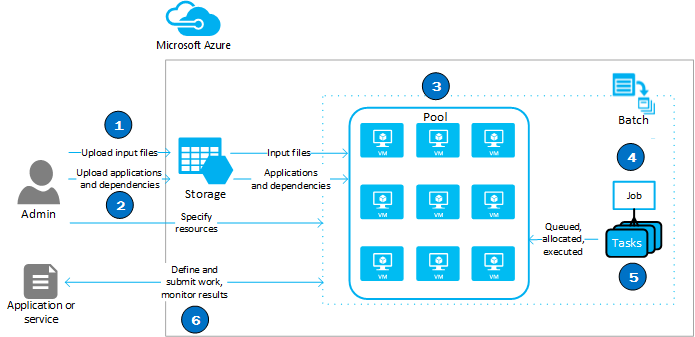 Microsoft Azure
3
1
Pool
Batch
Upload input files
Input files
VM
VM
VM
4
Upload applications
and dependencies
Storage
Applications
and dependencies
Admin
2
VM
VM
VM
Job
Specify
resources
Queued,
allocated,
executed
Tasks
5
Define and
submit work,
monitor results
VM
VM
VM
Application or
service
6